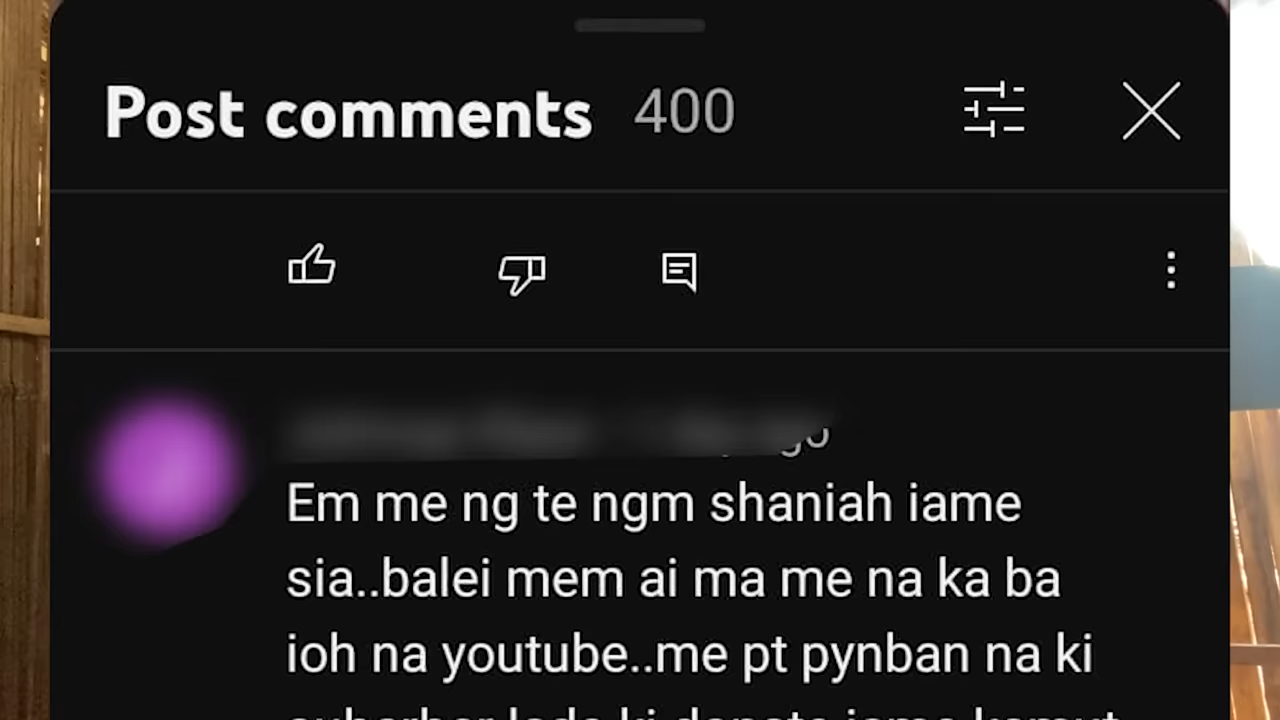 Post comments 400
Em me ng te ngm shaniah iame
sia..balei mem ai ma me na ka ba
ioh na youtube..me pt pynban na ki